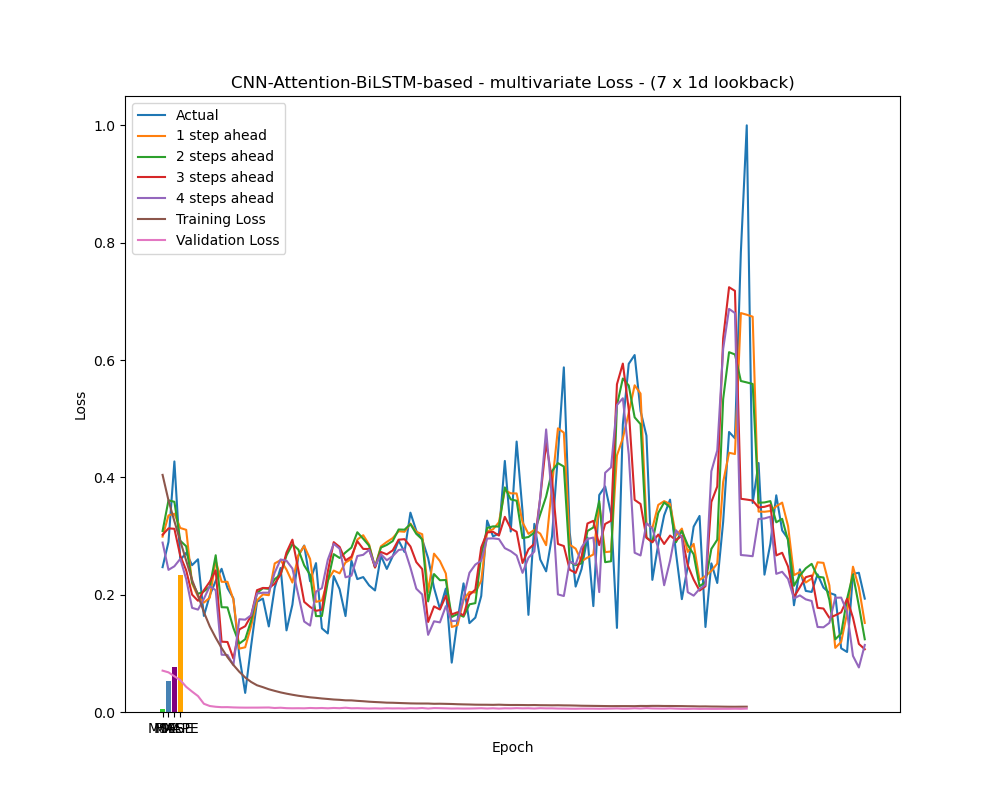 CNN-Attention-BiLSTM-based - multivariate Loss - (7 x 1d lookback)
Actual
1 step ahead
2 steps ahead
3 steps ahead
4 steps ahead
Training Loss
Validation Loss
1.0
0.8
0.6
0.4
0.2
0.0
Loss
Epoch